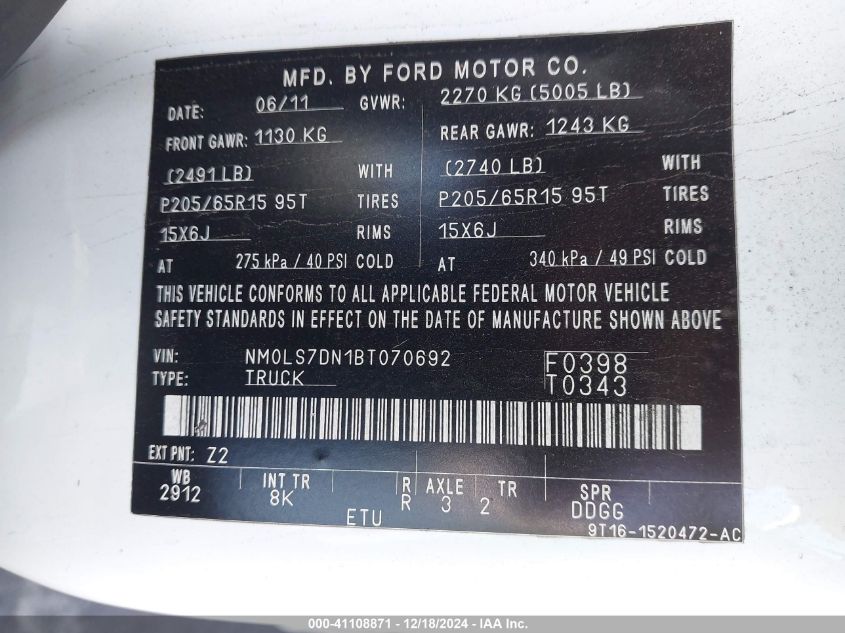 MFD. BY FORD MOTOR CO.
DATE: 06/11 GVWR: 2270 KG (5005 LB)
FRONT GAWR: 1130 KG REAR GAWR: 1243 KG
(2491 LB) WITH (2740 LB) WITH
P205/65R15 95T TIRES P205/65R15 95T TIRES
15X6J RIMS 15X6J RIMS
AT 275 kPa / 40 PSI COLD AT 340 kPa / 49 PSI COLD
THIS VEHICLE CONFORMS TO ALL APPLICABLE FEDERAL MOTOR VEHICLE
SAFETY STANDARDS IN EFFECT ON THE DATE OF MANUFACTURE SHOWN ABOVE
VIN: NM0LS7DN1BT070692 F0398
TYPE: TRUCK T0343
EXT PNT: Z2
WB INT TR R AXLE TR SPR
2912 8K R 3 2 DDGG
ETU 9T16-1520472-AC
000-41108871 - 12/18/2024 - IAA Inc.